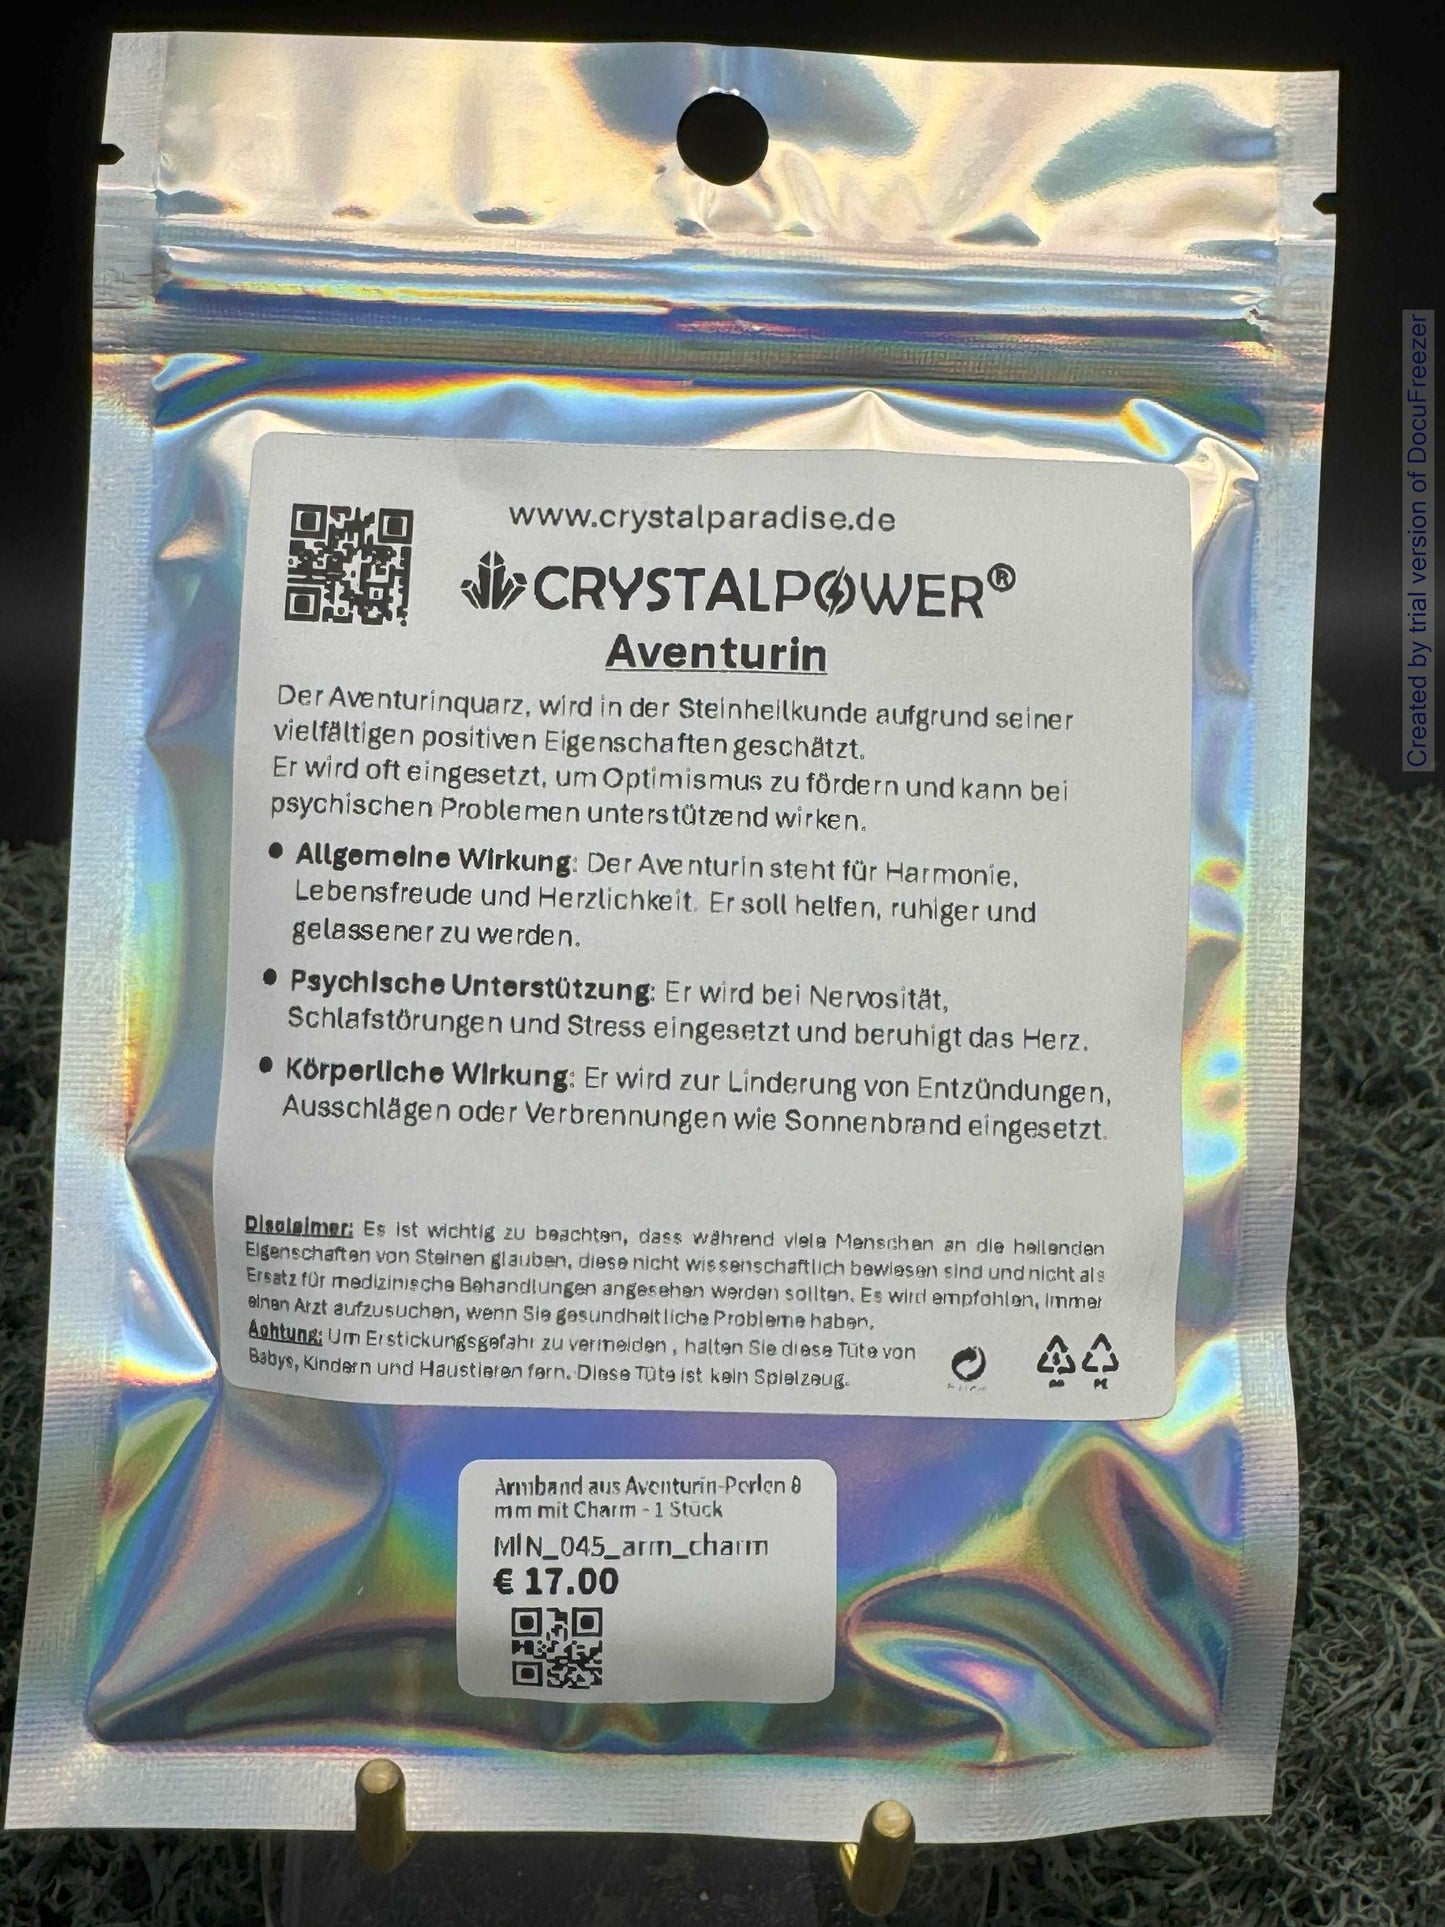 www.crystalparadise.de
CRYSTALPOWER®
Aventurin
Der Aventurinquarz, wird in der Steinheilkunde aufgrund seiner
vielfältigen positiven Eigenschaften geschätzt.
Er wird oft eingesetzt, um Optimismus zu fördern und kann bei
psychischen Problemen unterstützend wirken.
● Allgemeine Wirkung: Der Aventurin steht für Harmonie,
Lebensfreude und Herzlichkeit. Er soll helfen, ruhiger und
gelassener zu werden.
● Psychische Unterstützung: Er wird bei Nervosität,
Schlafstörungen und Stress eingesetzt und beruhigt das Herz.
● Körperliche Wirkung: Er wird zur Linderung von Entzündungen,
Ausschlägen oder Verbrennungen wie Sonnenbrand eingesetzt.
Disclaimer: Es ist wichtig zu beachten, dass während viele Menschen an die heilenden
Eigenschaften von Steinen glauben, diese nicht wissenschaftlich bewiesen sind und nicht als
Ersatz für medizinische Behandlungen angesehen werden sollten. Es wird empfohlen, immer
einen Arzt aufzusuchen, wenn Sie gesundheitliche Probleme haben.
Achtung: Um Erstickungsgefahr zu vermeiden , halten Sie diese Tüte von
Babys, Kindern und Haustieren fern. Diese Tüte ist kein Spielzeug.
Armband aus Aventurin-Perlen 8
mm mit Charm - 1 Stück
MIN_045_arm_charm
€ 17.00
Created by trial version of DocuFreezer